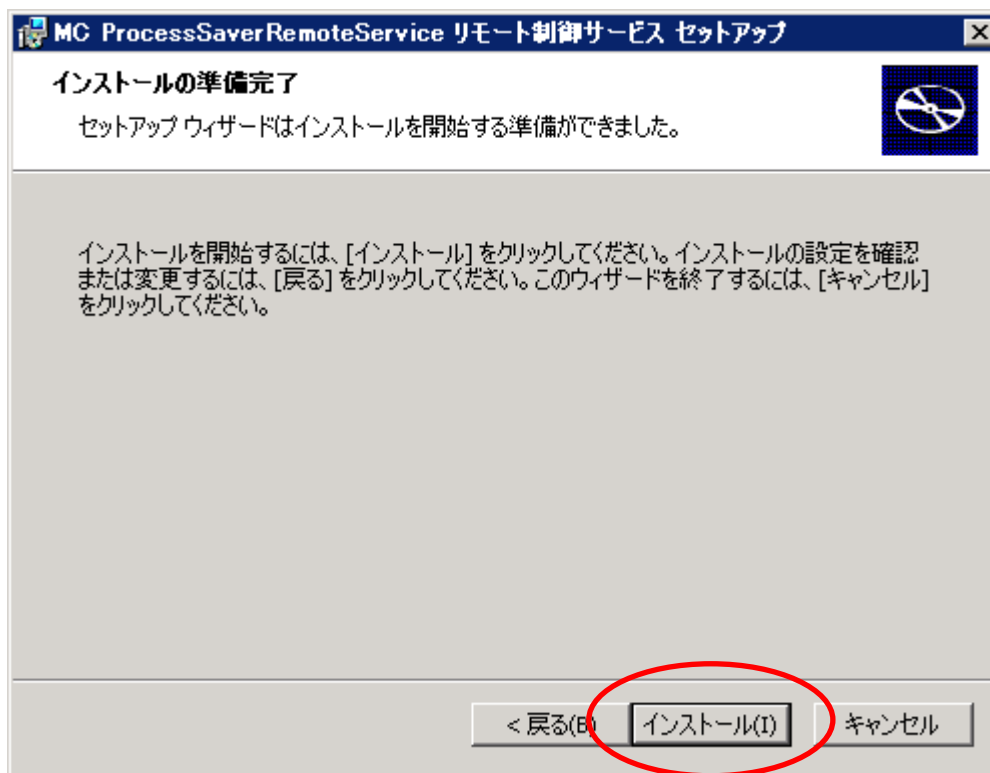 MC ProcessSaverRemoteService リモート制御サービス セットアップ
インストールの準備完了
セットアップ ウィザードはインストールを開始する準備ができました。
インストールを開始するには、[インストール] をクリックしてください。インストールの設定を確認
または変更するには、[戻る] をクリックしてください。このウィザードを終了するには、[キャンセル]
をクリックしてください。
< 戻る(B) インストール(I) キャンセル